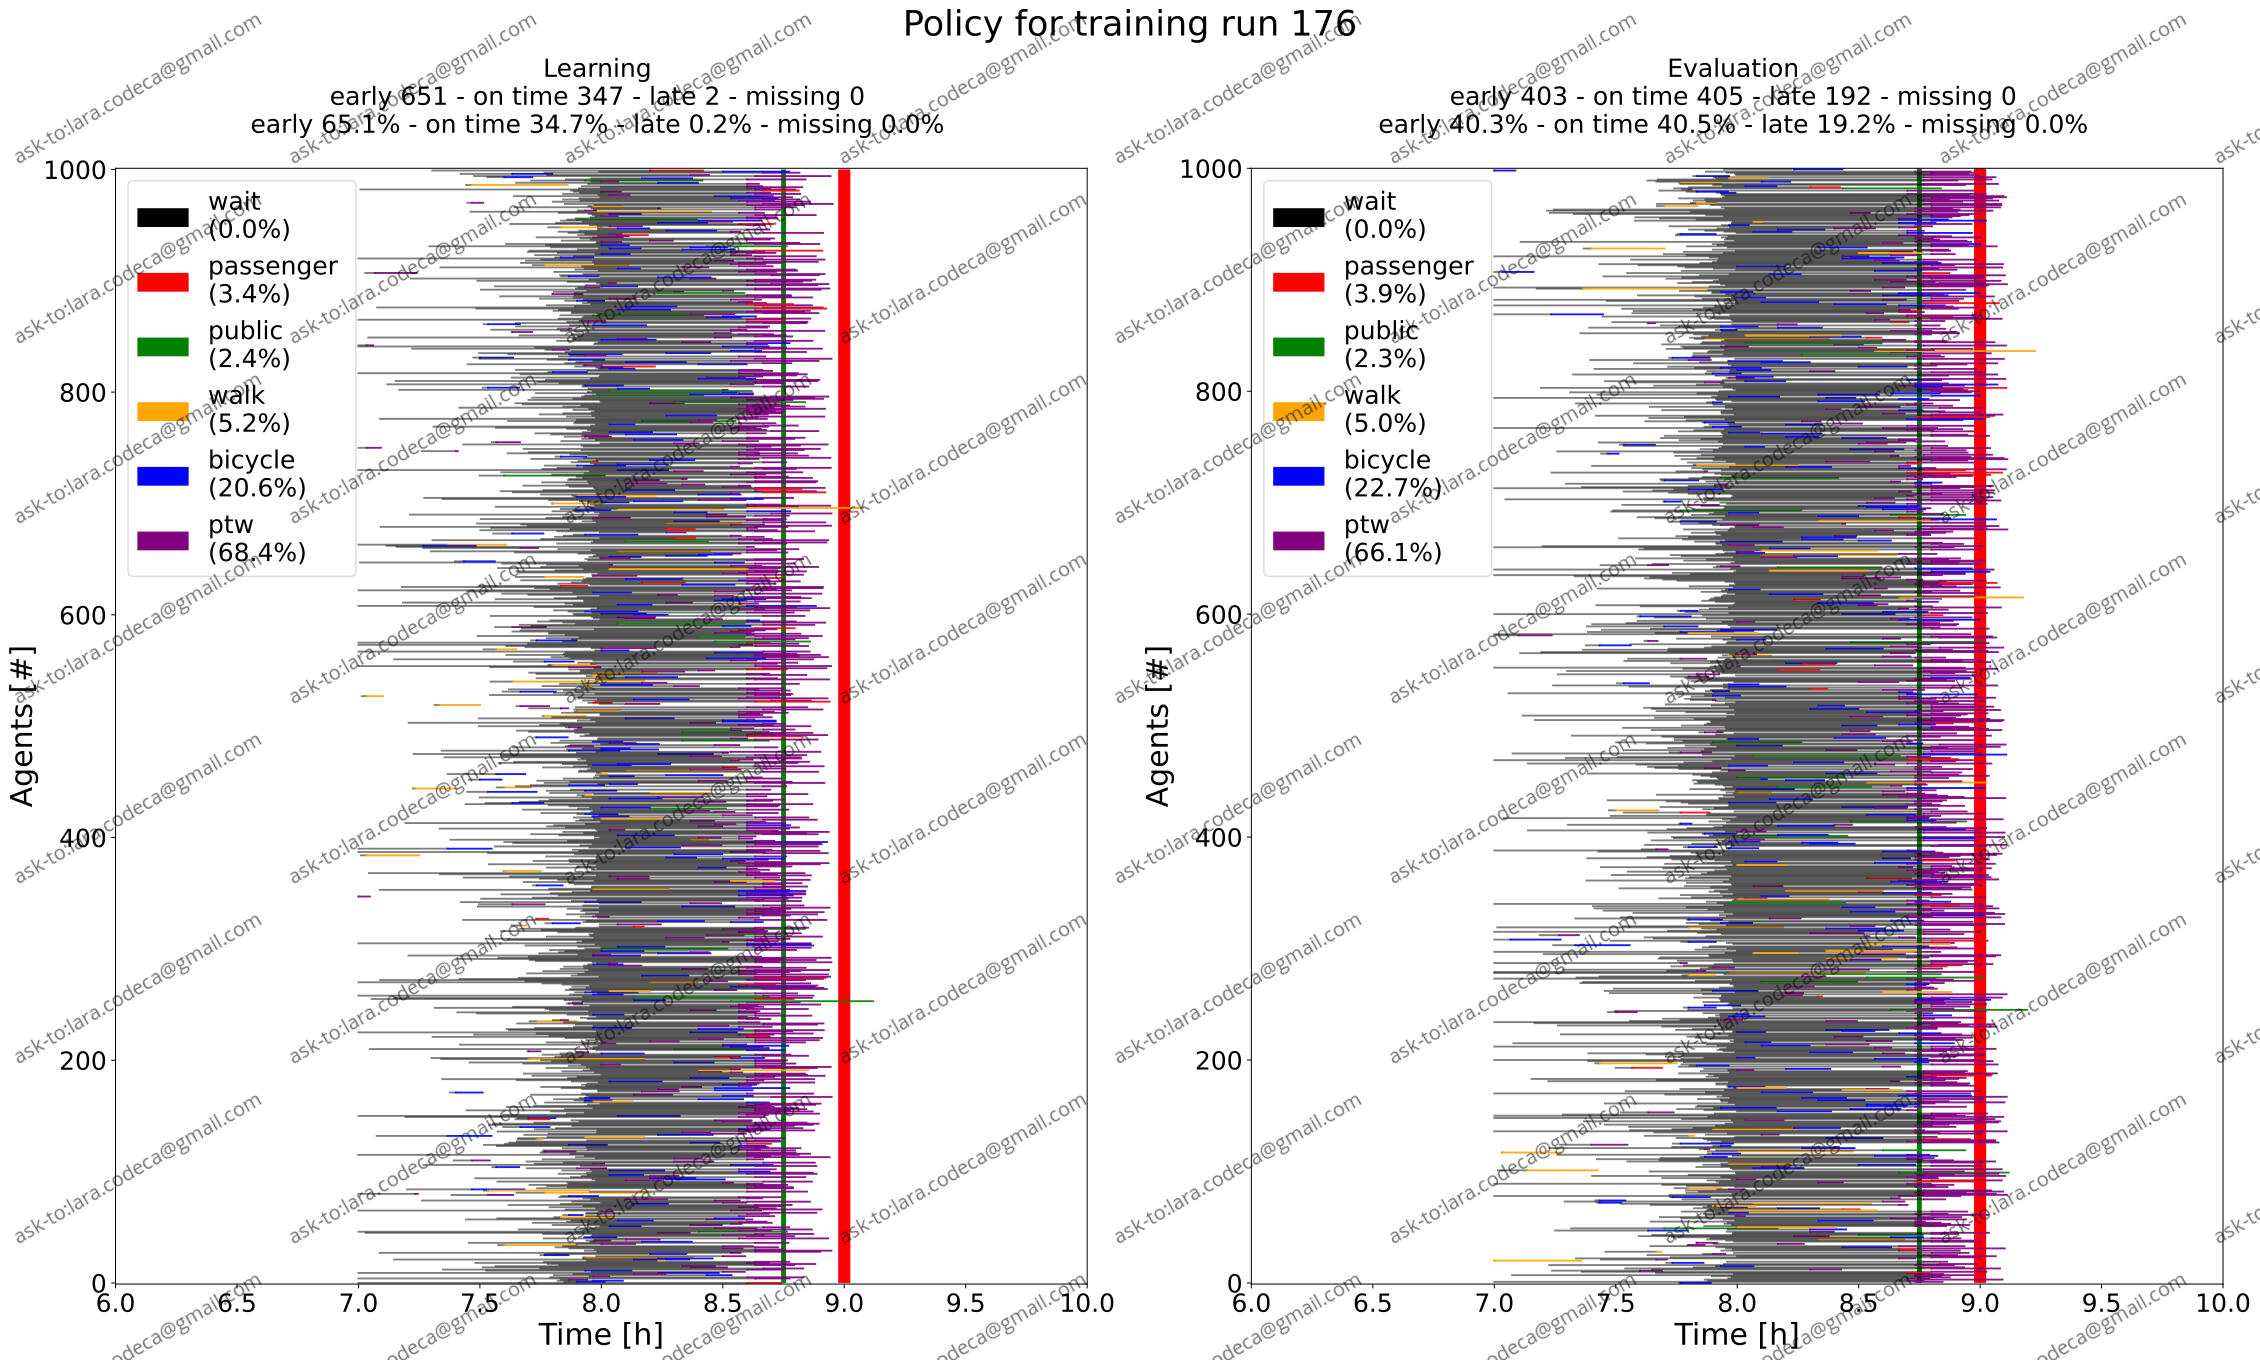 Policy for training run 176
Learning
early 651 - on time 347 - late 2 - missing 0
early 65.1% - on time 34.7% - late 0.2% - missing 0.0%
1000
800
600
400
200
0
Agents [#]
wait
(0.0%)
passenger
(3.4%)
public
(2.4%)
walk
(5.2%)
bicycle
(20.6%)
ptw
(68.4%)
6.0 6.5 7.0 7.5 8.0 8.5 9.0 9.5 10.0
Time [h]
Evaluation
early 403 - on time 405 - late 192 - missing 0
early 40.3% - on time 40.5% - late 19.2% - missing 0.0%
1000
800
600
400
200
0
Agents [#]
wait
(0.0%)
passenger
(3.9%)
public
(2.3%)
walk
(5.0%)
bicycle
(22.7%)
ptw
(66.1%)
6.0 6.5 7.0 7.5 8.0 8.5 9.0 9.5 10.0
Time [h]
ask-to:lara.codeca@gmail.com